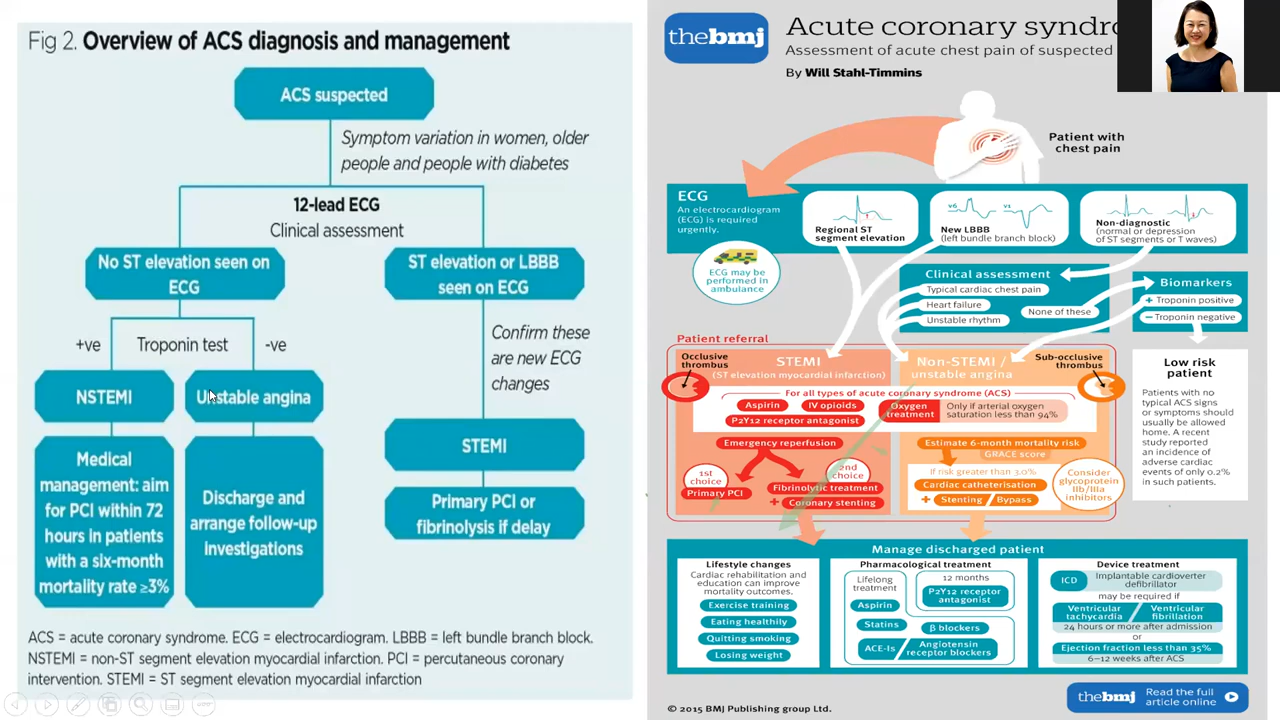 Fig 2. Overview of ACS diagnosis and management
ACS suspected
Symptom variation in women, older
people and people with diabetes
12-lead ECG
Clinical assessment
No ST elevation seen on
ECG
ST elevation or LBBB
seen on ECG
+ve
Troponin test
-ve
Confirm these
are new ECG
changes
NSTEMI
Unstable angina
STEMI
Medical
management: aim
for PCI within 72
hours in patients
with a six-month
mortality rate ≥3%
Discharge and
arrange follow-up
investigations
Primary PCI or
fibrinolysis if delay
ACS = acute coronary syndrome. ECG = electrocardiogram. LBBB = left bundle branch block.
NSTEMI = non-ST segment elevation myocardial infarction. PCI = percutaneous coronary
intervention. STEMI = ST segment elevation myocardial infarction
thebmj
Acute coronary syndro
Assessment of acute chest pain of suspected
By Will Stahl-Timmins
Patient with
chest pain
ECG
An electrocardiogram
(ECG) is required
urgently.
ECG may be
performed in
ambulance
Regional ST
segment elevation
V6
V1
New LBBB
(left bundle branch block)
Non-diagnostic
(normal or depression
of ST segments or T waves)
Clinical assessment
Typical cardiac chest pain
Heart failure
Unstable rhythm
None of these
Biomarkers
+ Troponin positive
− Troponin negative
Patient referral
Occlusive
thrombus
STEMI
(ST elevation myocardial infarction)
Non-STEMI /
unstable angina
Sub-occlusive
thrombus
For all types of acute coronary syndrome (ACS)
Aspirin
IV opioids
P2Y12 receptor antagonist
Oxygen
treatment
Only if arterial oxygen
saturation less than 94%
Emergency reperfusion
1st
choice
Primary PCI
2nd
choice
Fibrinolytic treatment
+ Coronary stenting
Estimate 6-month mortality risk
GRACE score
If risk greater than 3.0%
Cardiac catheterisation
+ Stenting / Bypass
Consider
glycoprotein
IIb/IIIa
inhibitors
Low risk
patient
Patients with no
typical ACS signs
or symptoms should
usually be allowed
home. A recent
study reported
an incidence of
adverse cardiac
events of only 0.2%
in such patients.
Manage discharged patient
Lifestyle changes
Cardiac rehabilitation and
education can improve
mortality outcomes.
Exercise training
Eating healthily
Quitting smoking
Losing weight
Pharmacological treatment
Lifelong
treatment
Aspirin
Statins
12 months
P2Y12 receptor
antagonist
β blockers
ACE-Is / Angiotensin
receptor blockers
Device treatment
ICD
Implantable cardioverter
defibrillator
may be required if
Ventricular
tachycardia / Ventricular
fibrillation
24 hours or more after admission
or
Ejection fraction less than 35%
6–12 weeks after ACS
© 2015 BMJ Publishing group Ltd.
thebmj
Read the full
article online